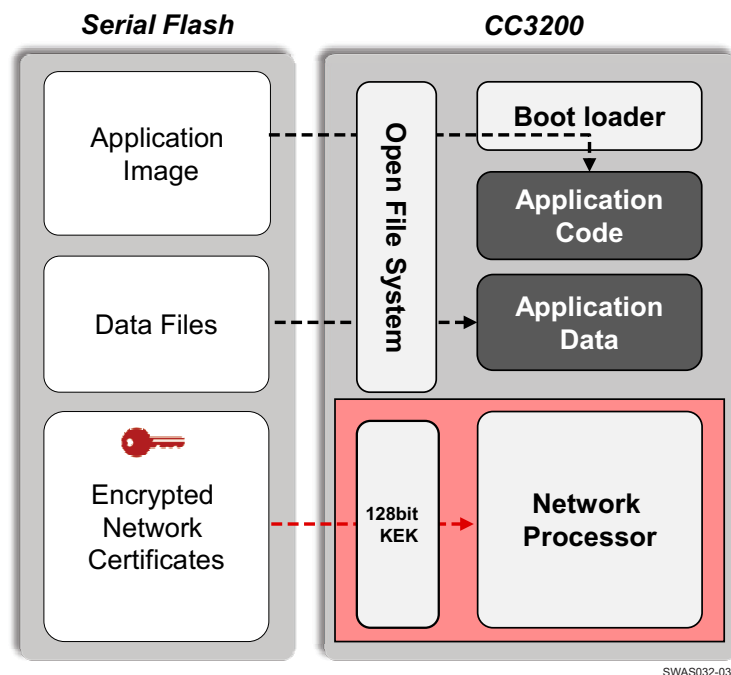 Serial Flash
CC3200
Application
Image
Data Files
Encrypted
Network
Certificates
Open File System
Boot loader
Application
Code
Application
Data
128bit
KEK
Network
Processor
SWAS032-03